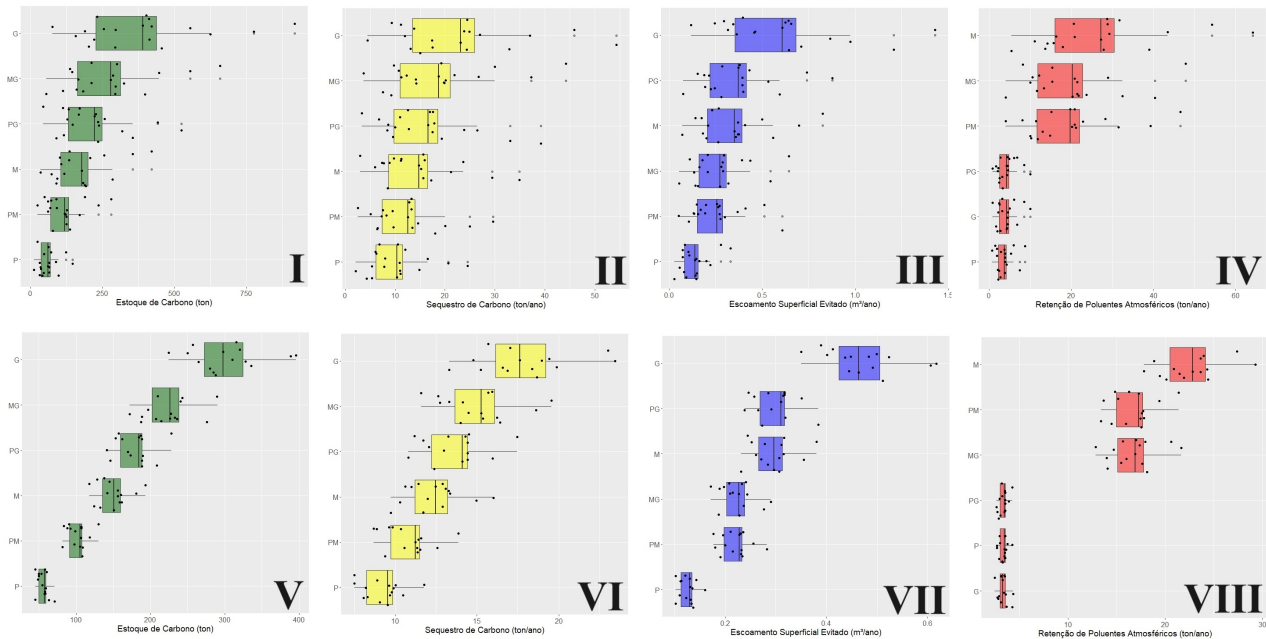 G
MG
PG
M
PM
P
0
250
500
750
Estoque de Carbono (ton)
I
G
MG
PG
M
PM
P
0
10
20
30
40
50
Sequestro de Carbono (ton/ano)
II
G
PG
M
MG
PM
P
0.0
0.5
1.0
1.5
Escoamento Superficial Evitado (m³/ano)
III
M
MG
PM
PG
G
P
0
20
40
60
Retenção de Poluentes Atmosféricos (ton/ano)
IV
G
MG
PG
M
PM
P
100
200
300
400
Estoque de Carbono (ton)
V
G
MG
PG
M
PM
P
10
15
20
Sequestro de Carbono (ton/ano)
VI
G
PG
M
MG
PM
P
0.2
0.4
0.6
Escoamento Superficial Evitado (m³/ano)
VII
M
PM
MG
PG
P
G
10
20
30
Retenção de Poluentes Atmosféricos (ton/ano)
VIII